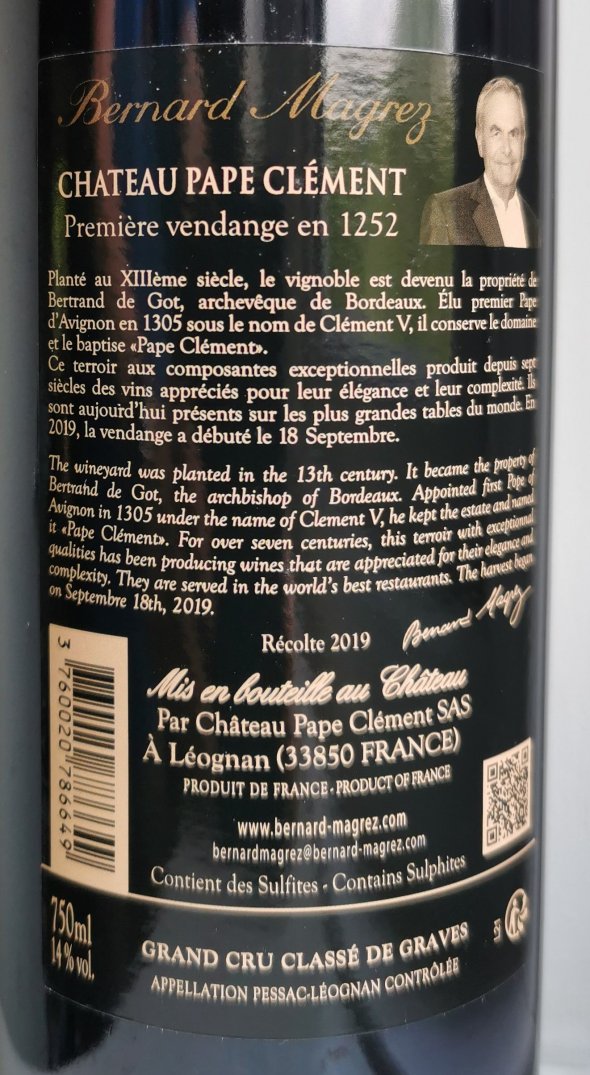 Bernard Magrez
CHATEAU PAPE CLÉMENT
Première vendange en 1252
Planté au XIIIème siècle, le vignoble est devenu la propriété de
Bertrand de Got, archevêque de Bordeaux. Élu premier Pape
d'Avignon en 1305 sous le nom de Clément V, il conserve le domaine
et le baptise «Pape Clément».
Ce terroir aux composantes exceptionnelles produit depuis sept
siècles des vins appréciés pour leur élégance et leur complexité. Ils
sont aujourd'hui présents sur les plus grandes tables du monde. En
2019, la vendange a débuté le 18 Septembre.
The wineyard was planted in the 13th century. It became the property of
Bertrand de Got, the archbishop of Bordeaux. Appointed first Pope of
Avignon in 1305 under the name of Clement V, he kept the estate and named
it «Pape Clément». For over seven centuries, this terroir with exceptional
qualities has been producing wines that are appreciated for their elegance and
complexity. They are served in the world's best restaurants. The harvest began
on Septembre 18th, 2019.
Bernard Magrez
Récolte 2019
Mis en bouteille au Château
Par Château Pape Clément SAS
À Léognan (33850 FRANCE)
PRODUIT DE FRANCE - PRODUCT OF FRANCE
www.bernard-magrez.com
bernardmagrez@bernard-magrez.com
Contient des Sulfites - Contains Sulphites
3 760020 786649
750ml
14% vol.
GRAND CRU CLASSÉ DE GRAVES
APPELLATION PESSAC-LÉOGNAN CONTRÔLÉE